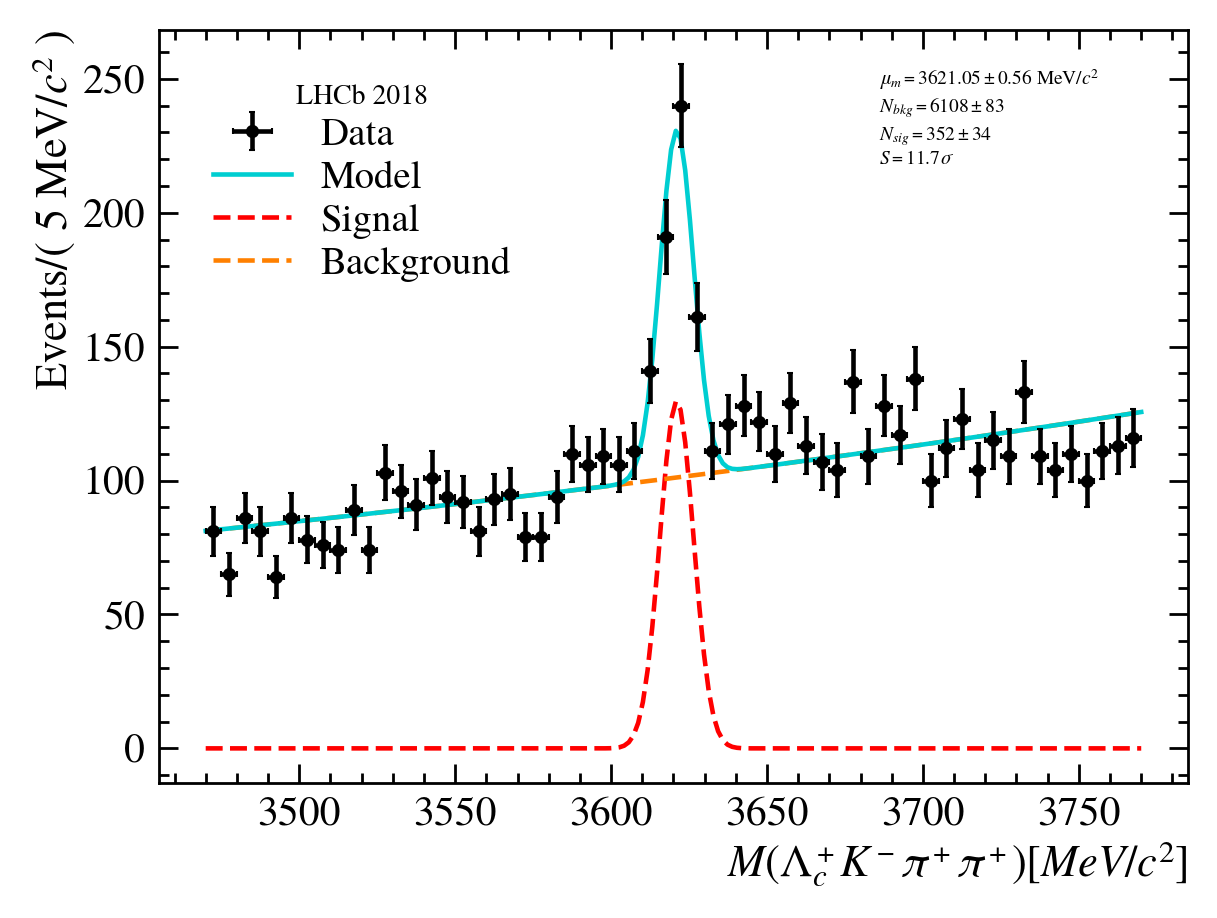 Events/( 5 MeV/c² )
250
200
150
100
50
0
LHCb 2018
Data
Model
Signal
Background
μₘ = 3621.05 ± 0.56 MeV/c²
N_bkg = 6108 ± 83
N_sig = 352 ± 34
S = 11.7σ
3500 3550 3600 3650 3700 3750
M(Λ_c⁺K⁻π⁺π⁺)[MeV/c²]